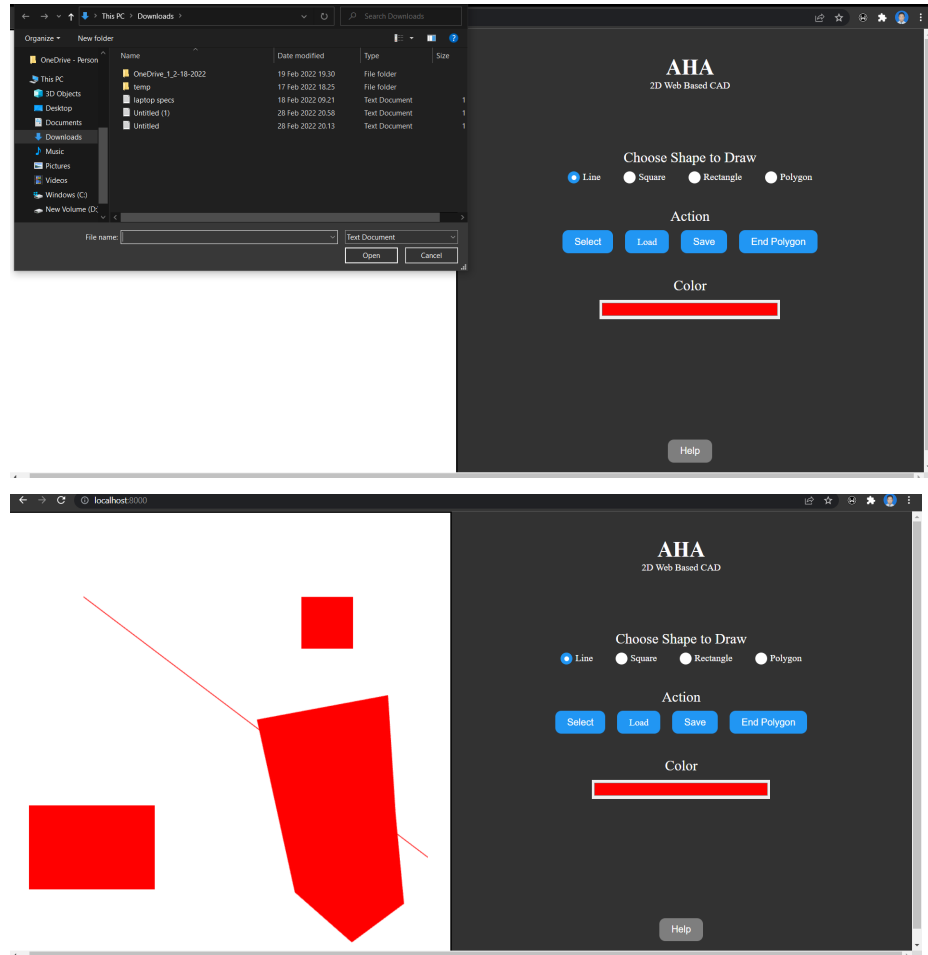 This PC > Downloads >
Search Downloads
Organize New folder
Name Date modified Type Size
OneDrive - Person
This PC
3D Objects
Desktop
Documents
Downloads
Music
Pictures
Videos
Windows (C:)
New Volume (D:
OneDrive_1_2-18-2022 19 Feb 2022 19.30 File folder
temp 17 Feb 2022 18.25 File folder
laptop specs 18 Feb 2022 09.21 Text Document 1
Untitled (1) 28 Feb 2022 20.58 Text Document 1
Untitled 28 Feb 2022 20.13 Text Document 1
File name: Text Document
Open Cancel
AHA
2D Web Based CAD
Choose Shape to Draw
Line Square Rectangle Polygon
Action
Select Load Save End Polygon
Color
Help
localhost:8000
AHA
2D Web Based CAD
Choose Shape to Draw
Line Square Rectangle Polygon
Action
Select Load Save End Polygon
Color
Help